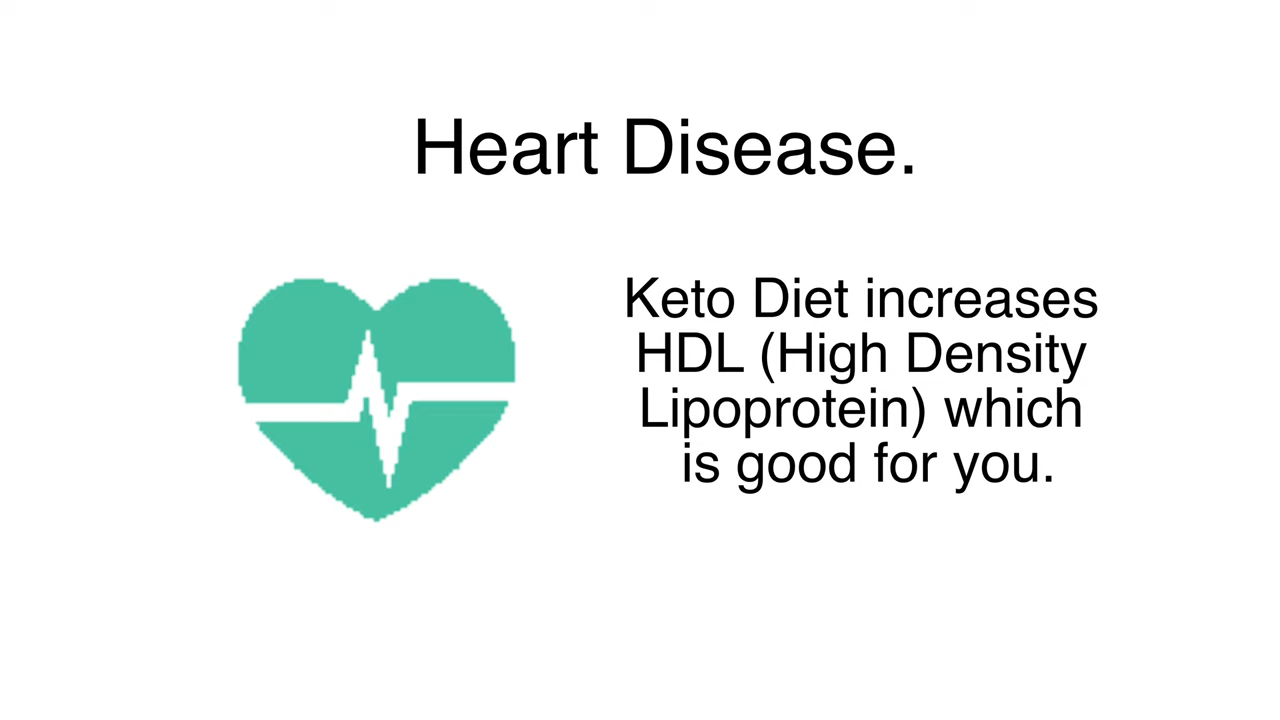 Heart Disease.
Keto Diet increases
HDL (High Density
Lipoprotein) which
is good for you.